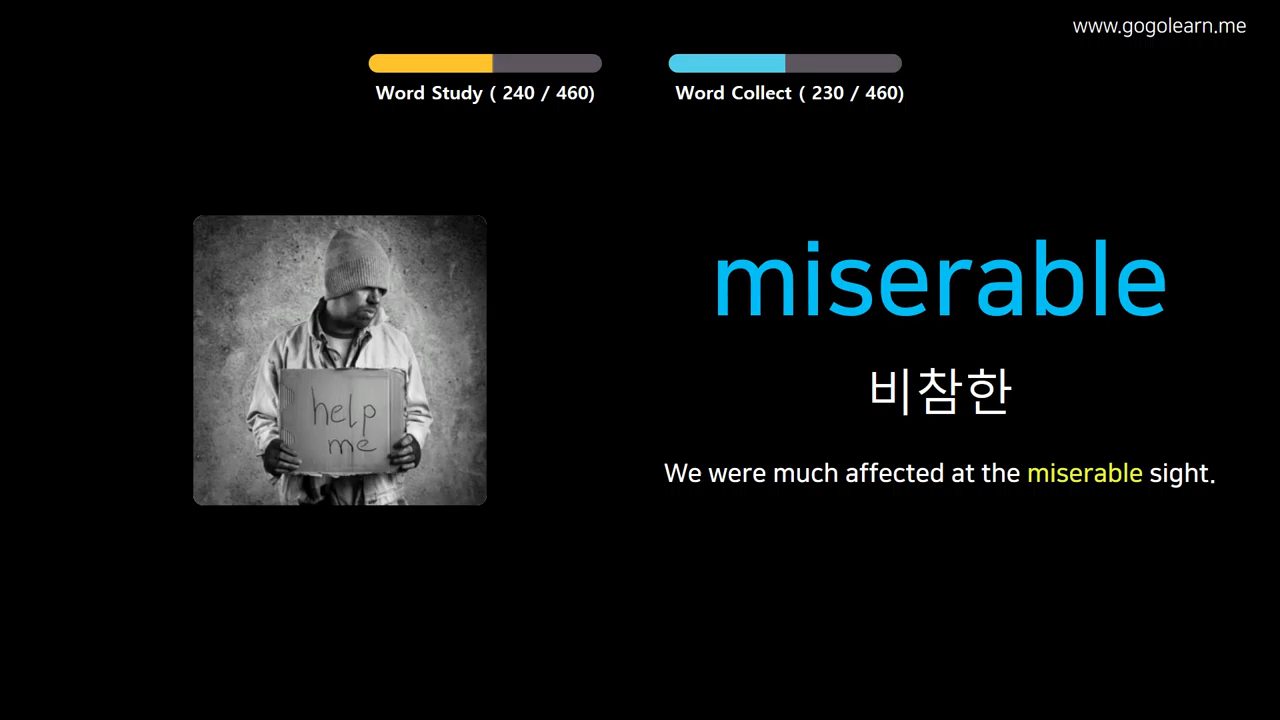 www.gogolearn.me
Word Study ( 240 / 460)
Word Collect ( 230 / 460)
help
me
miserable
비참한
We were much affected at the miserable sight.